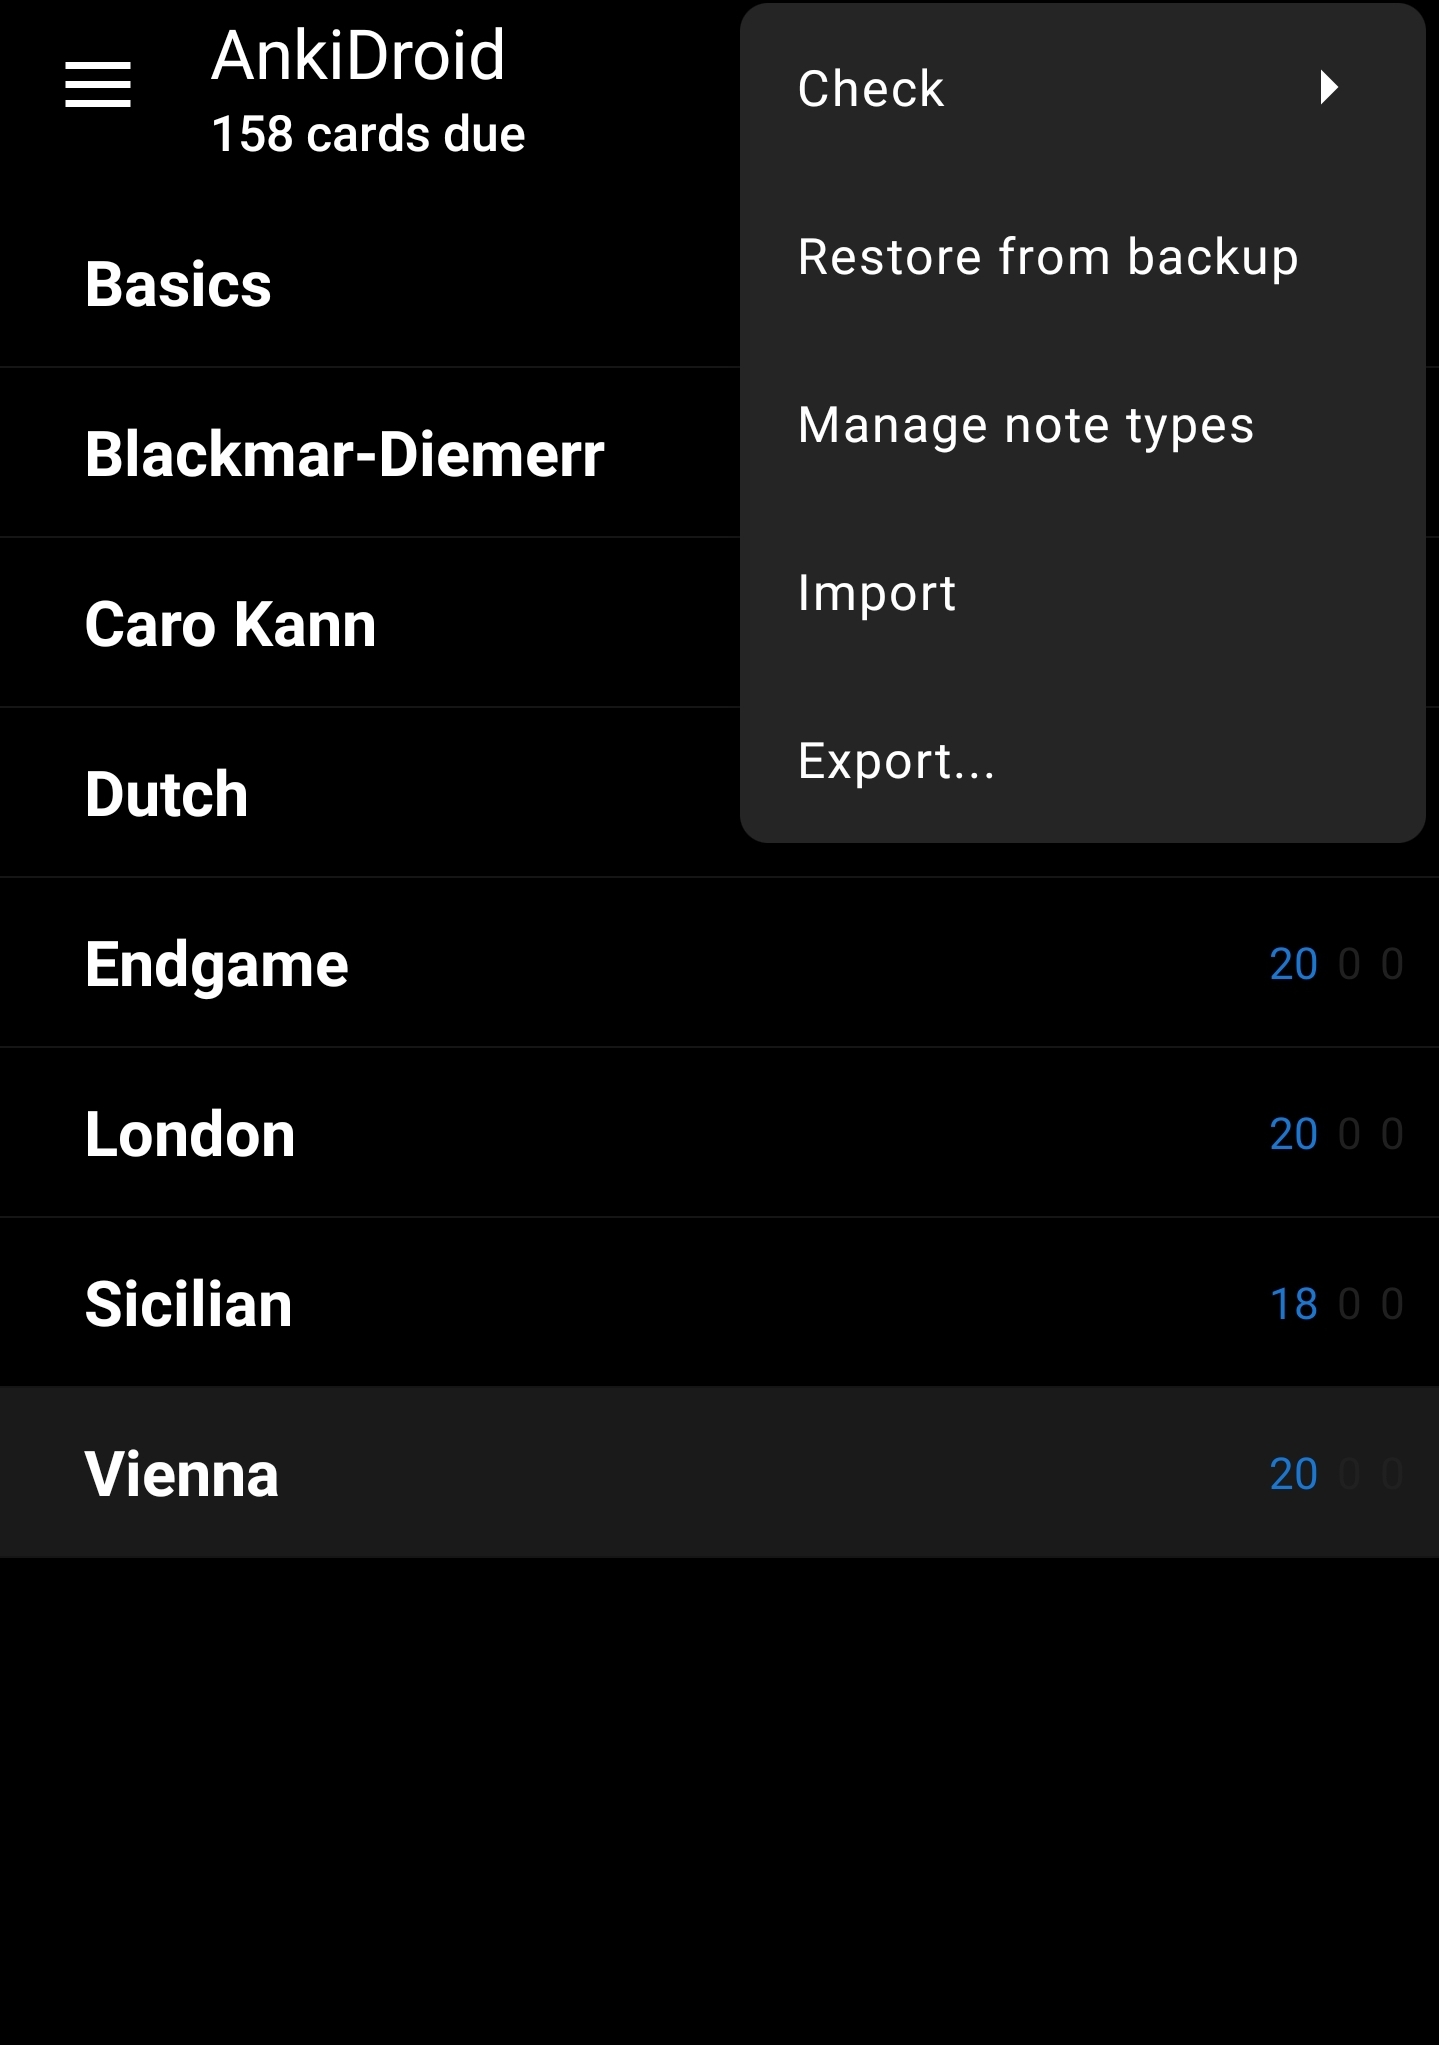 AnkiDroid
158 cards due
Check
Restore from backup
Manage note types
Import
Export...
Basics
Blackmar-Diemerr
Caro Kann
Dutch
Endgame 20 0 0
London 20 0 0
Sicilian 18 0 0
Vienna 20 0 0